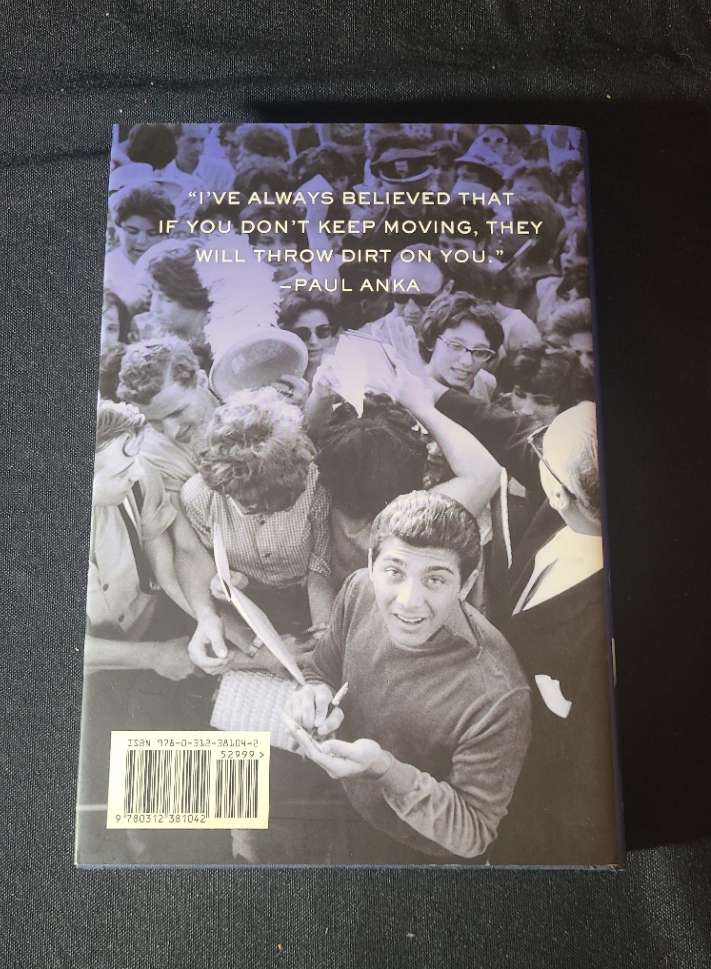 “I’VE ALWAYS BELIEVED THAT
IF YOU DON’T KEEP MOVING, THEY
WILL THROW DIRT ON YOU.”
–PAUL ANKA
ISBN 978-0-312-38104-2
52999>
9 780312 381042